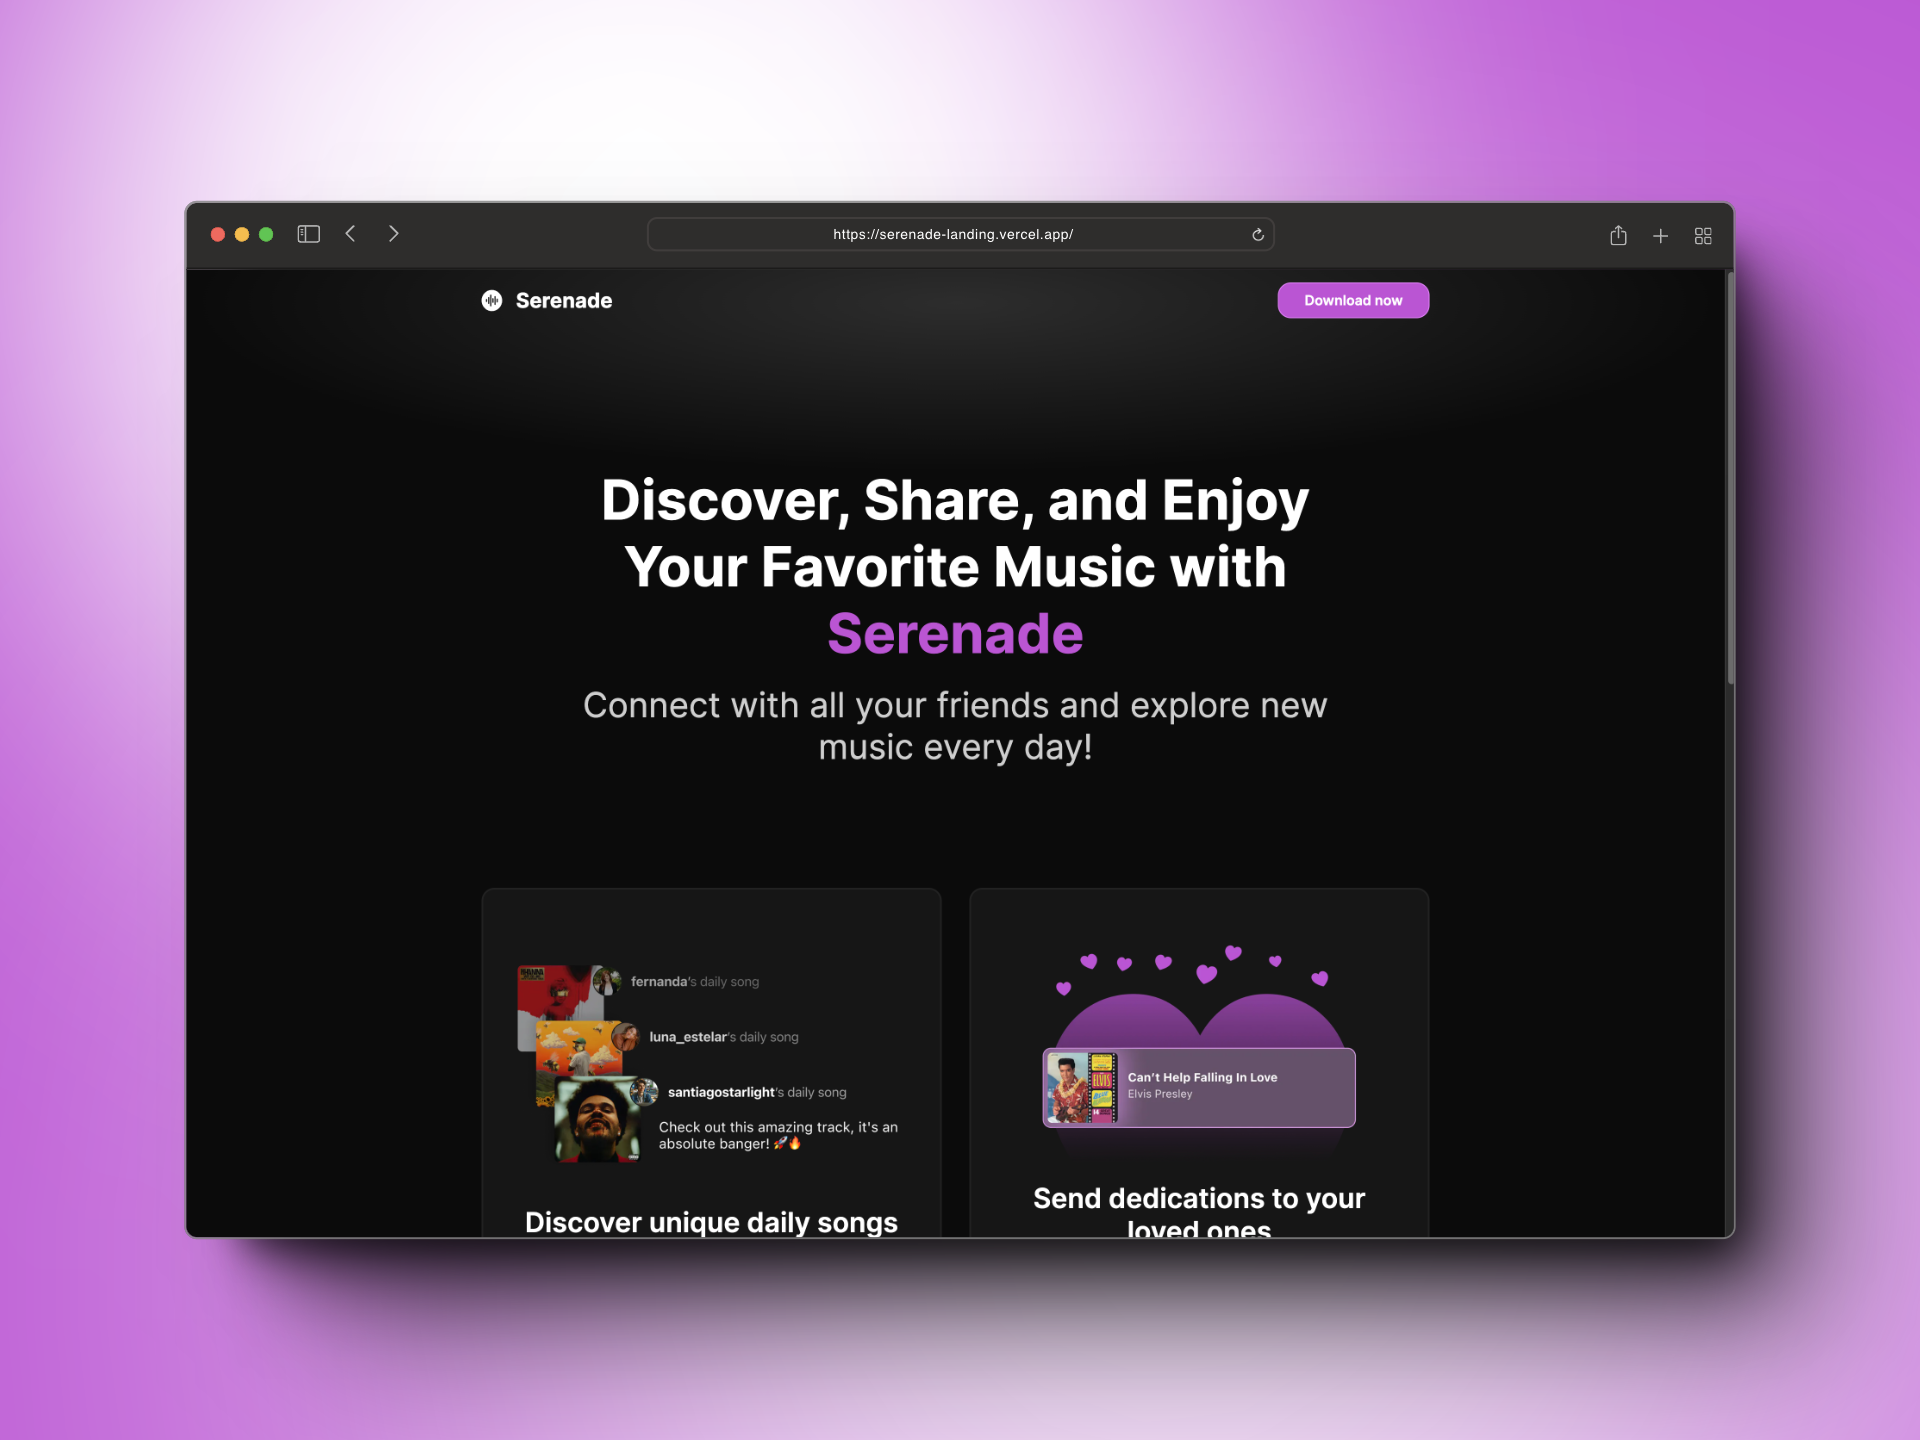 https://serenade-landing.vercel.app/
Serenade
Download now
Discover, Share, and Enjoy
Your Favorite Music with
Serenade
Connect with all your friends and explore new
music every day!
fernanda's daily song
luna_estelar's daily song
santiagostarlight's daily song
Check out this amazing track, it's an
absolute banger! 🚀🔥
Discover unique daily songs
ELVIS
Can't Help Falling In Love
Elvis Presley
Send dedications to your
loved ones